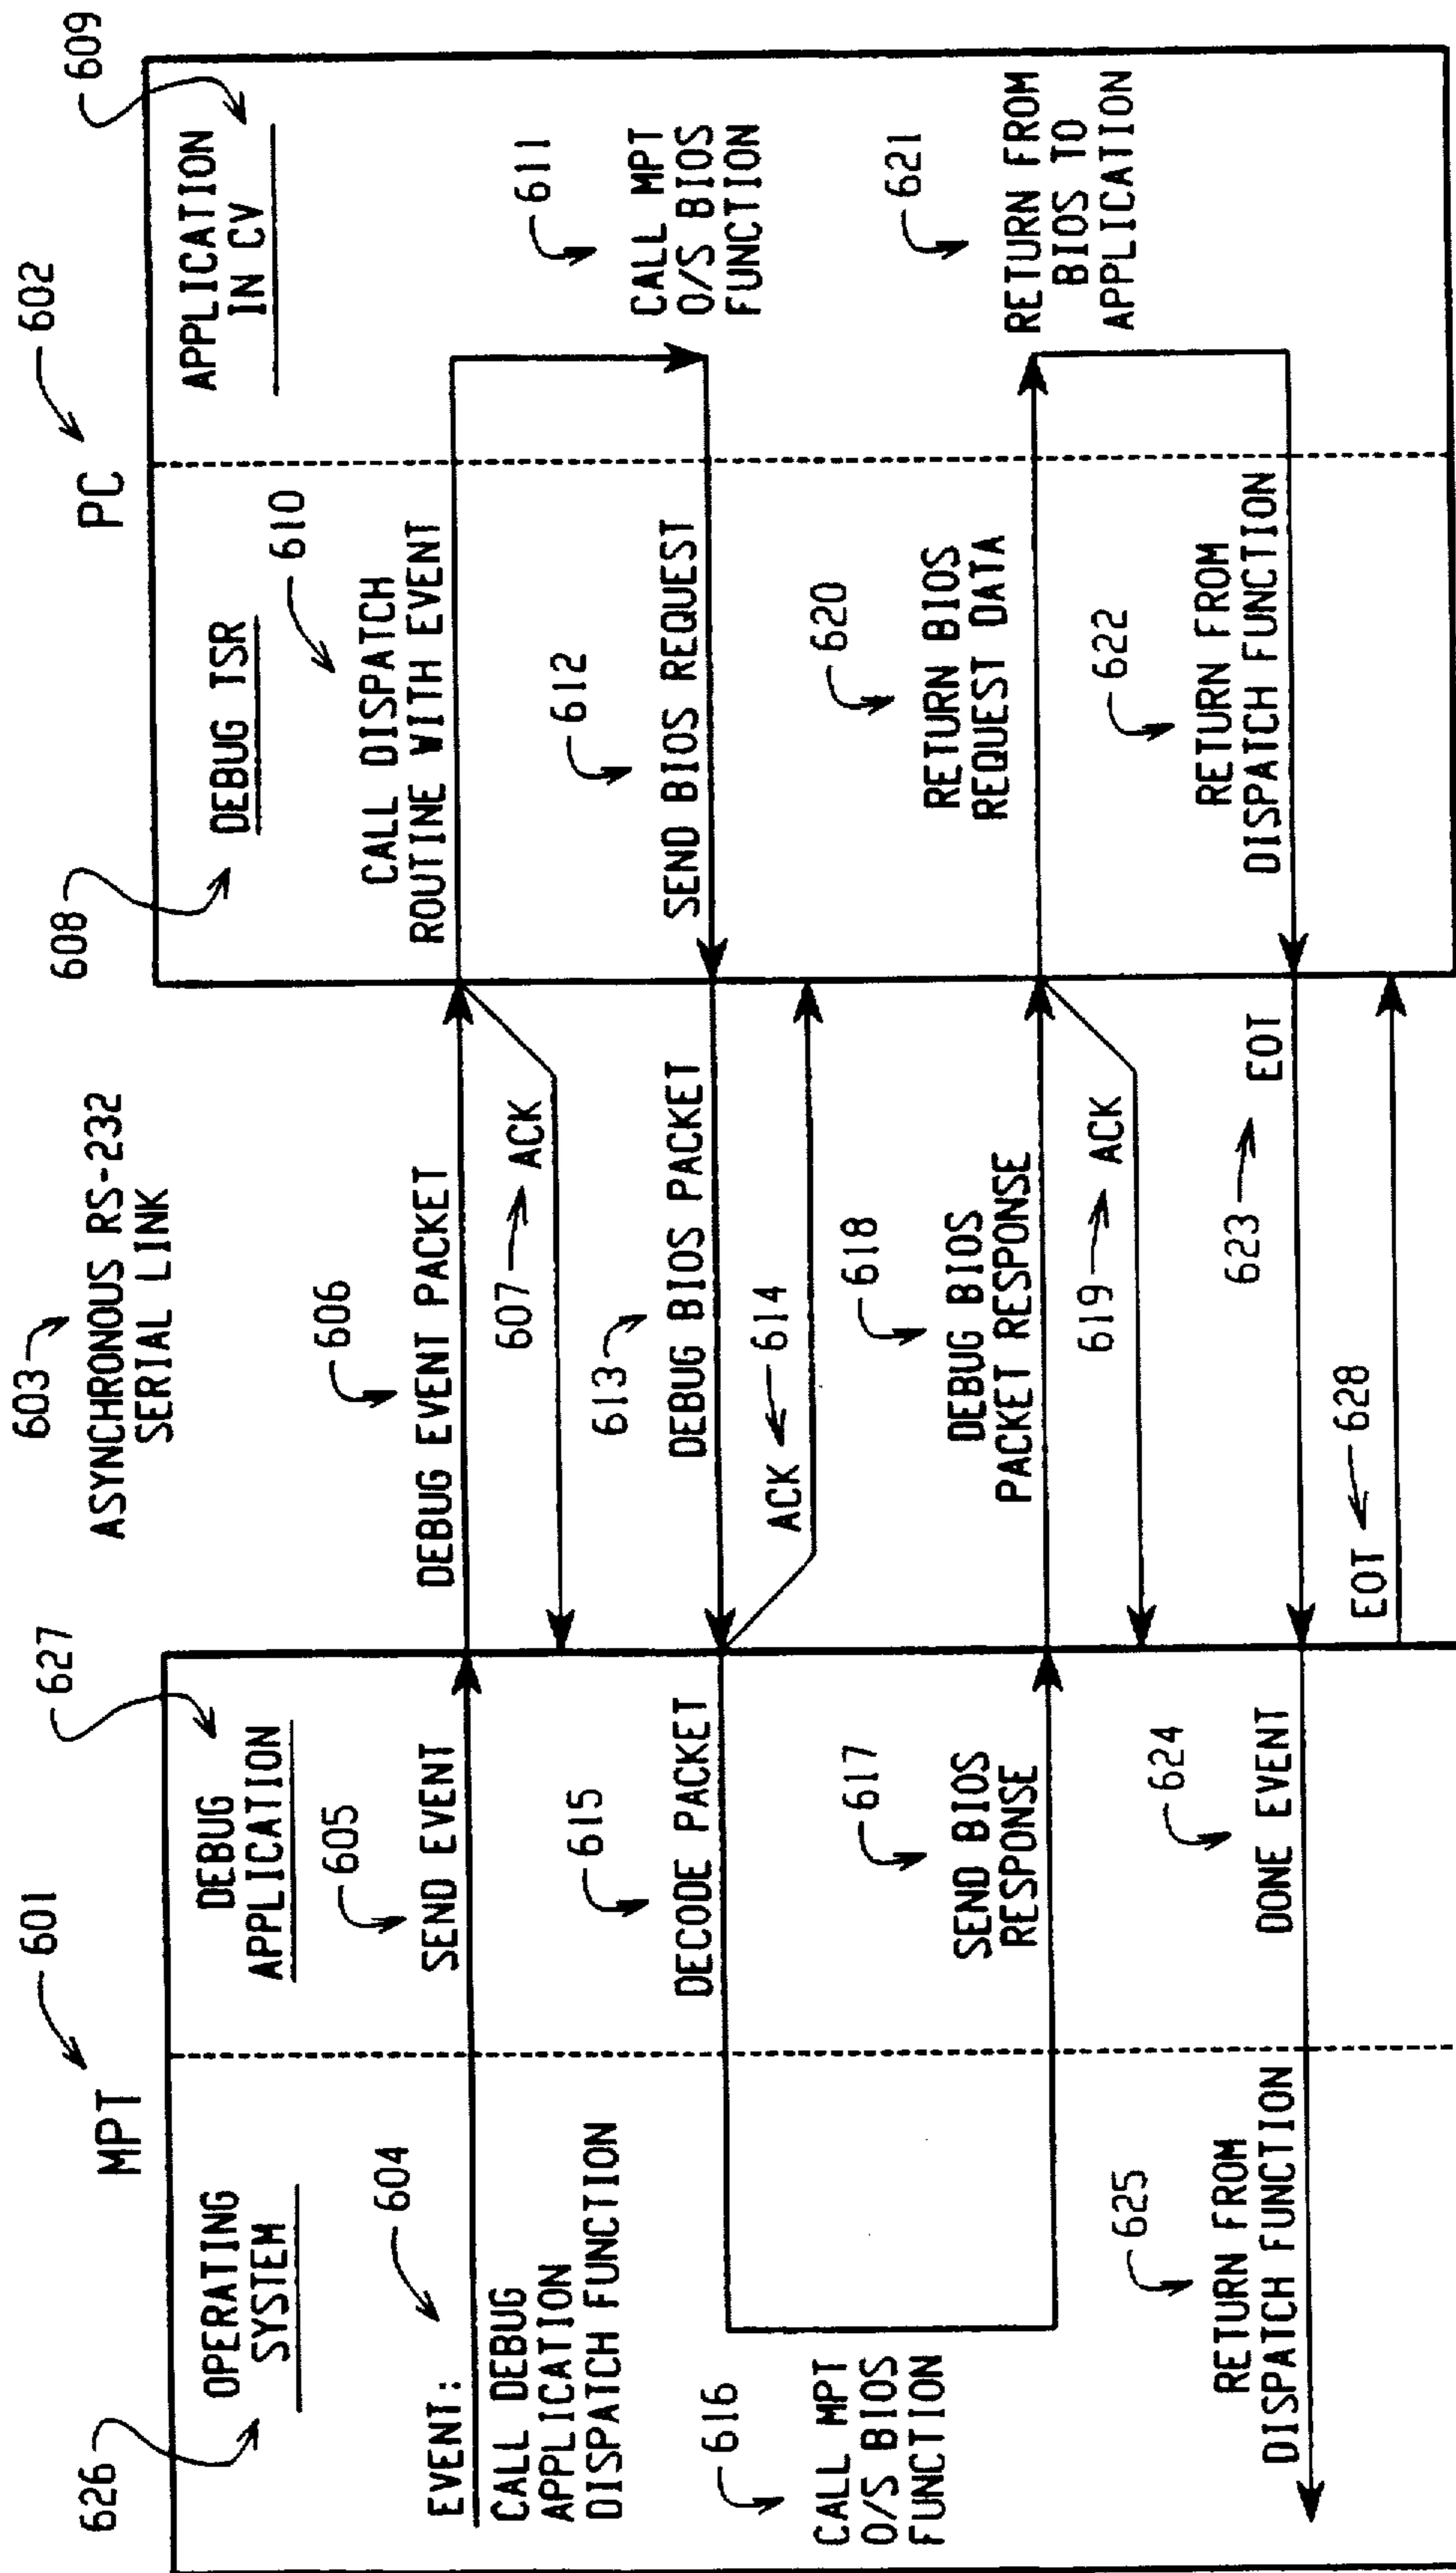 603
ASYNCHRONOUS RS-232
SERIAL LINK
MPT
601
PC
602
626
OPERATING
SYSTEM
627
DEBUG
APPLICATION
608
DEBUG TSR
609
APPLICATION
IN CV
604
EVENT:
CALL DEBUG
APPLICATION
DISPATCH FUNCTION
605
SEND EVENT
606
DEBUG EVENT PACKET
607
ACK
610
CALL DISPATCH
ROUTINE WITH EVENT
611
CALL MPT
O/S BIOS
FUNCTION
612
SEND BIOS REQUEST
613
DEBUG BIOS PACKET
ACK
614
615
DECODE PACKET
616
CALL MPT
O/S BIOS
FUNCTION
617
SEND BIOS
RESPONSE
618
DEBUG BIOS
PACKET RESPONSE
619
ACK
620
RETURN BIOS
REQUEST DATA
621
RETURN FROM
BIOS TO
APPLICATION
622
RETURN FROM
DISPATCH FUNCTION
623
EOT
624
DONE EVENT
625
RETURN FROM
DISPATCH FUNCTION
EOT
628